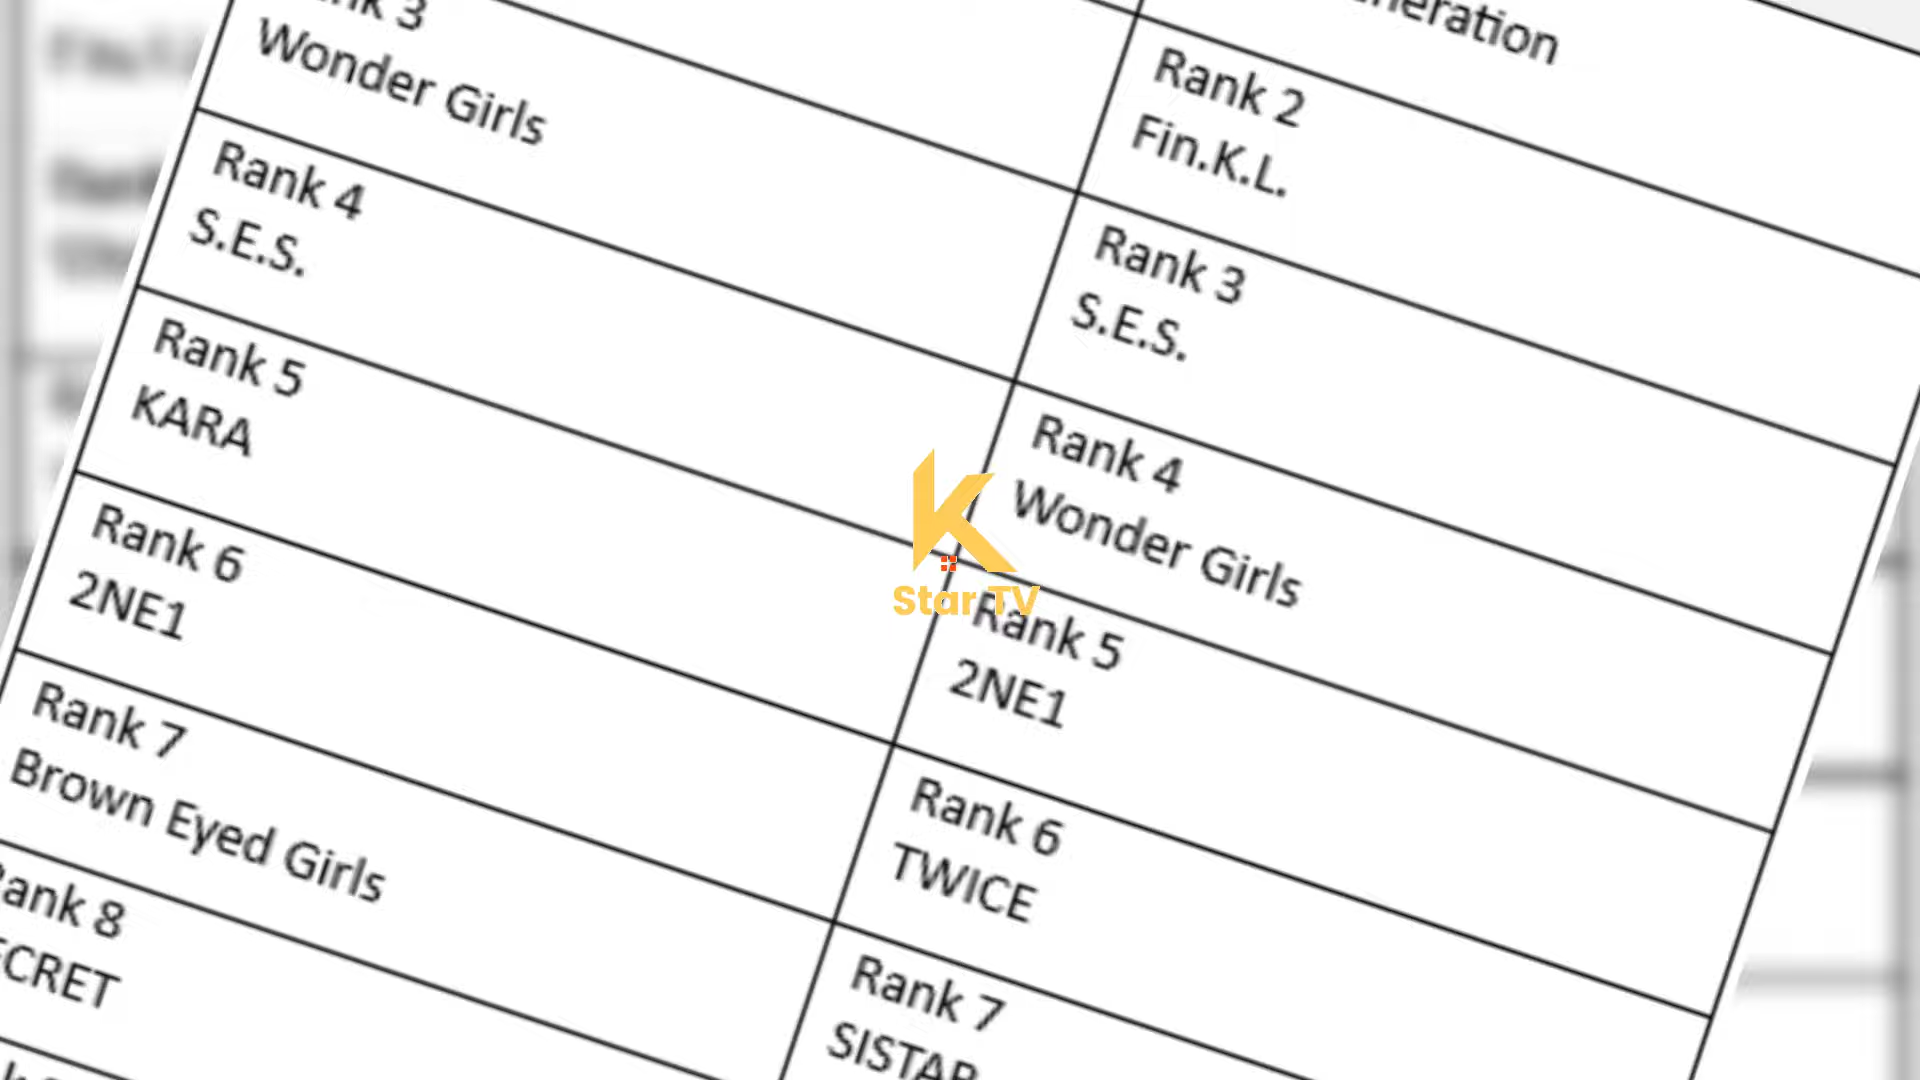 3
Wonder Girls
Rank 4
S.E.S.
Rank 5
KARA
Rank 6
2NE1
Rank 7
Brown Eyed Girls
8
Rank 2
Fin.K.L.
Rank 3
S.E.S.
Rank 4
Wonder Girls
Rank 5
2NE1
Rank 6
TWICE
Rank 7
Star TV